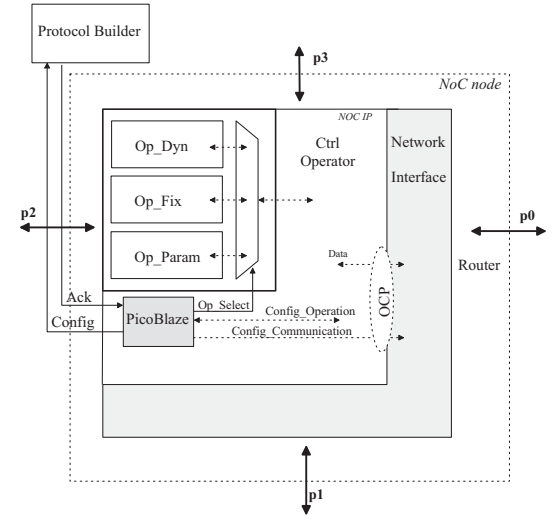 Protocol Builder
p3
NoC node
NOC IP
Op_Dyn
Ctrl
Operator
Network
Interface
Op_Fix
p2
p0
Op_Param
Data
Router
OCP
Ack
Op_Select
Config
PicoBlaze
Config_Operation
Config_Communication
p1